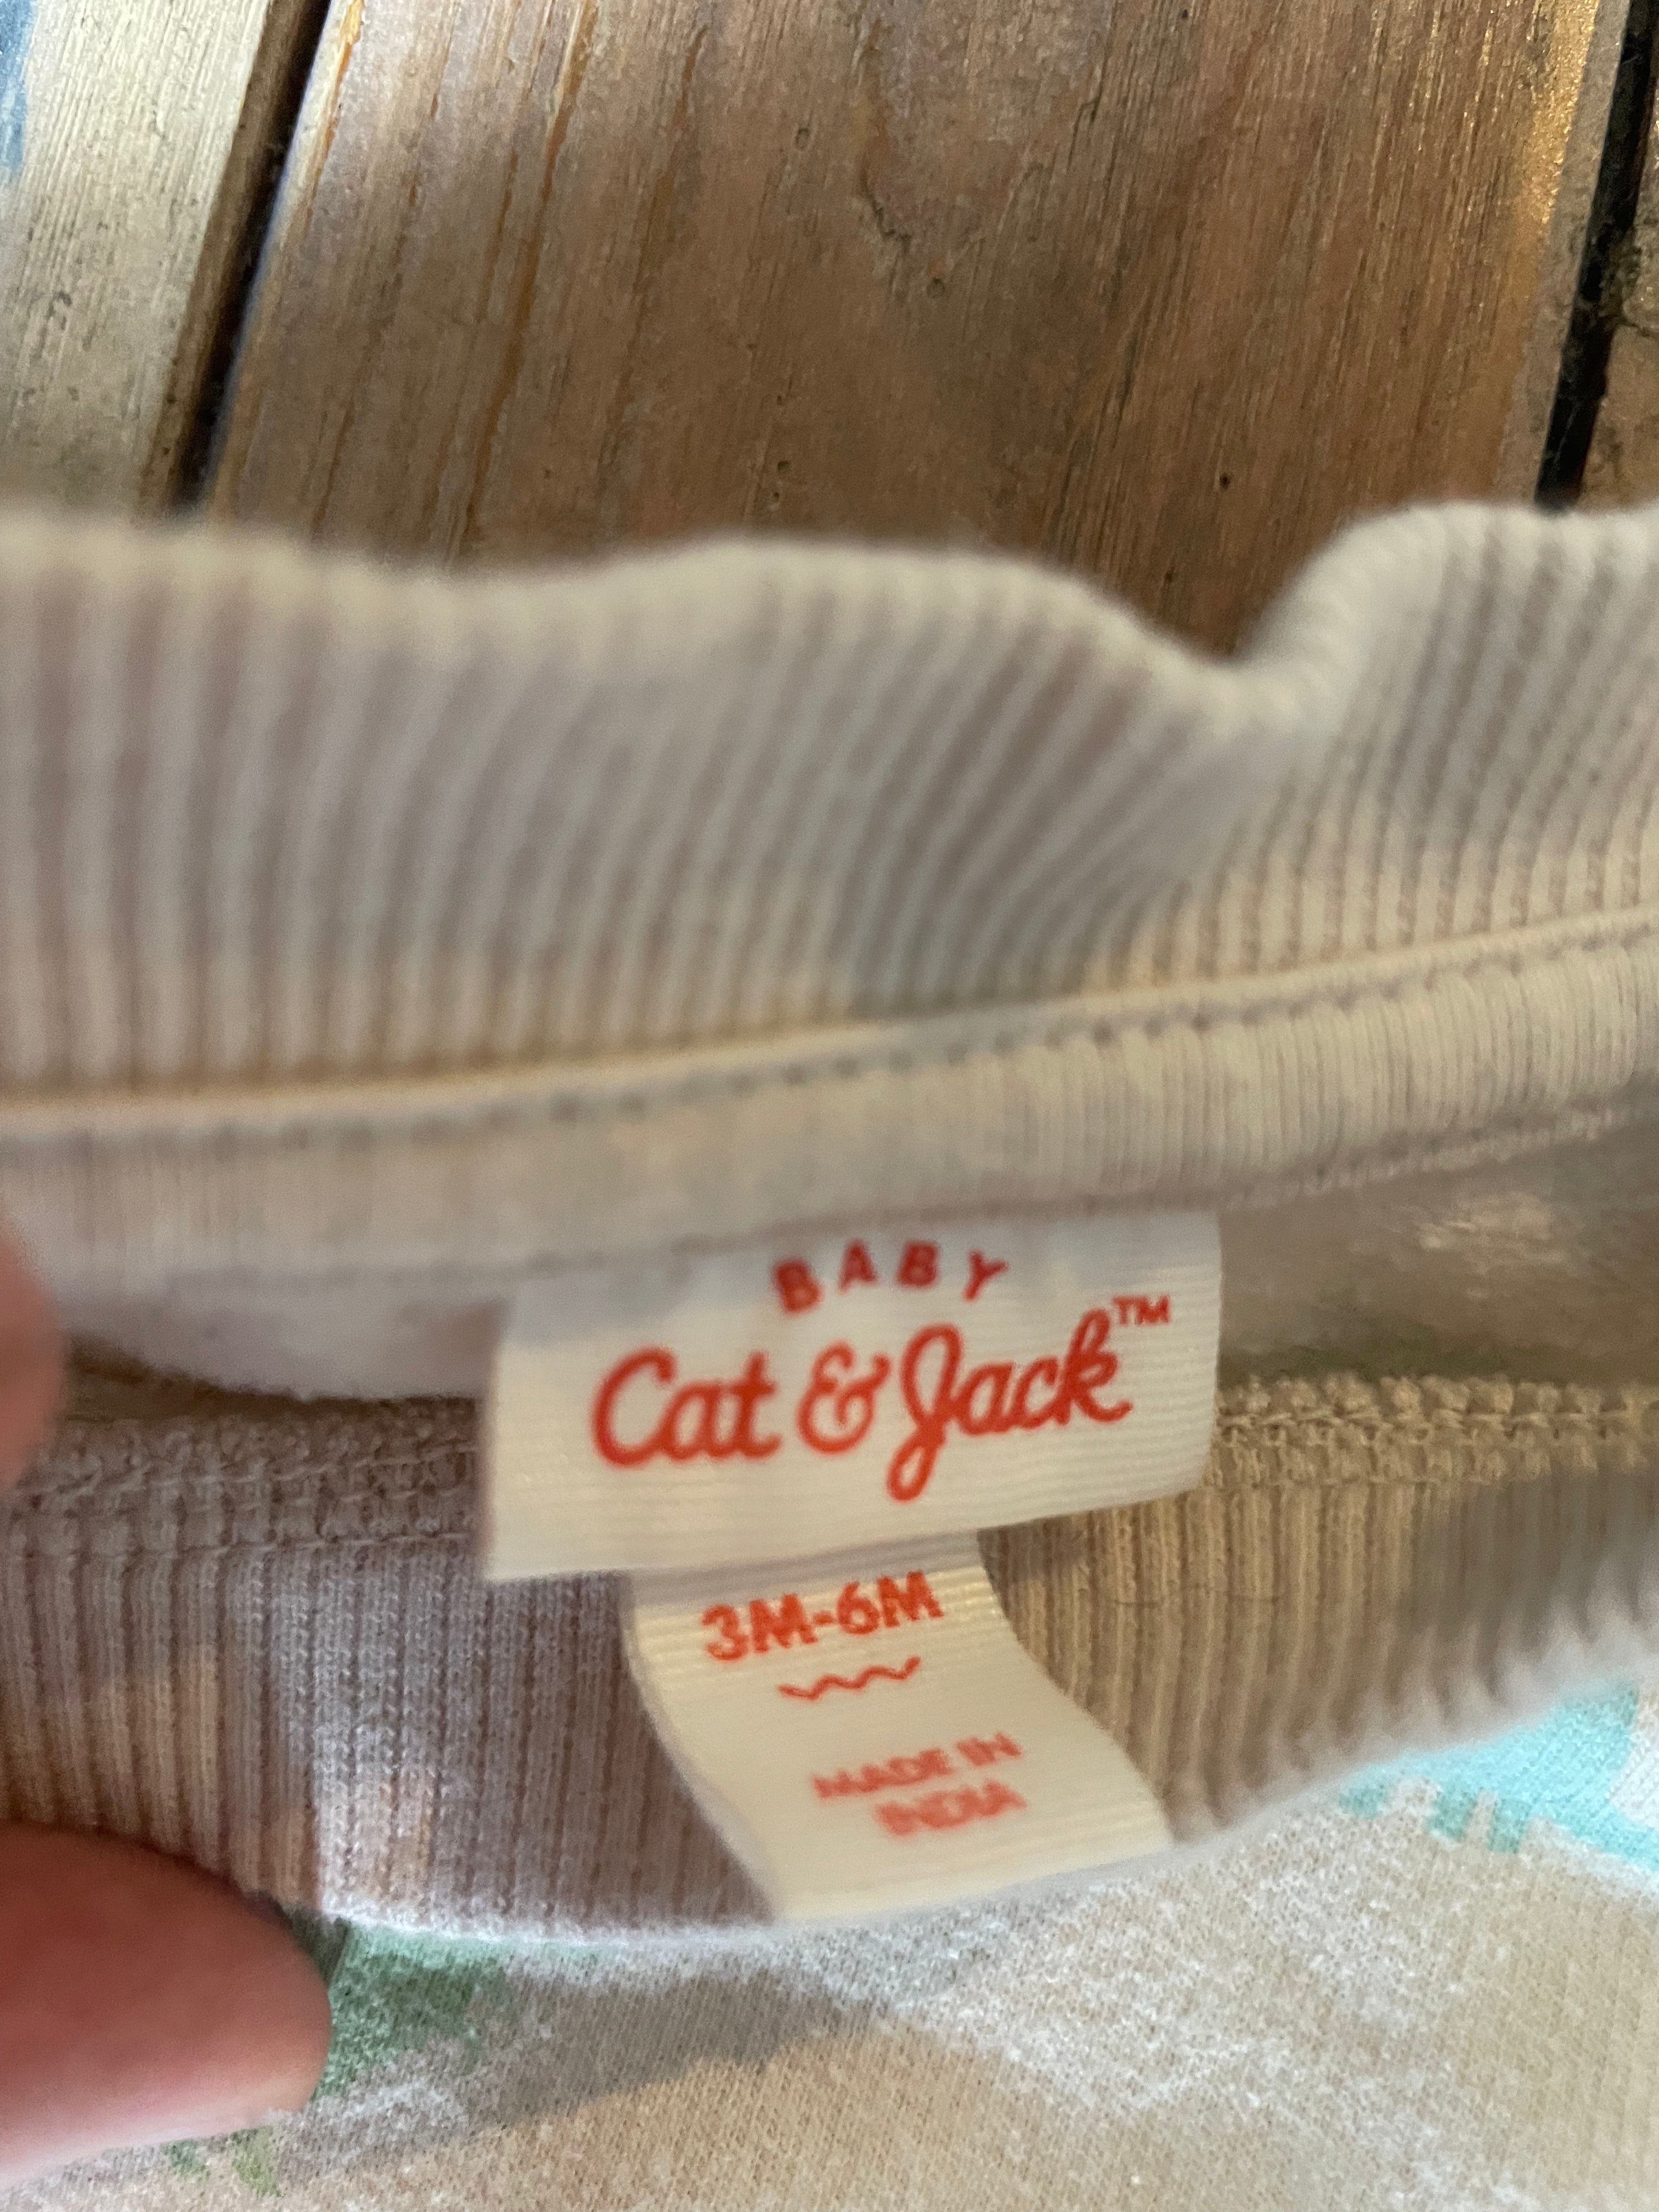 BABY
Cat & Jack™
3M-6M
MADE IN
INDIA